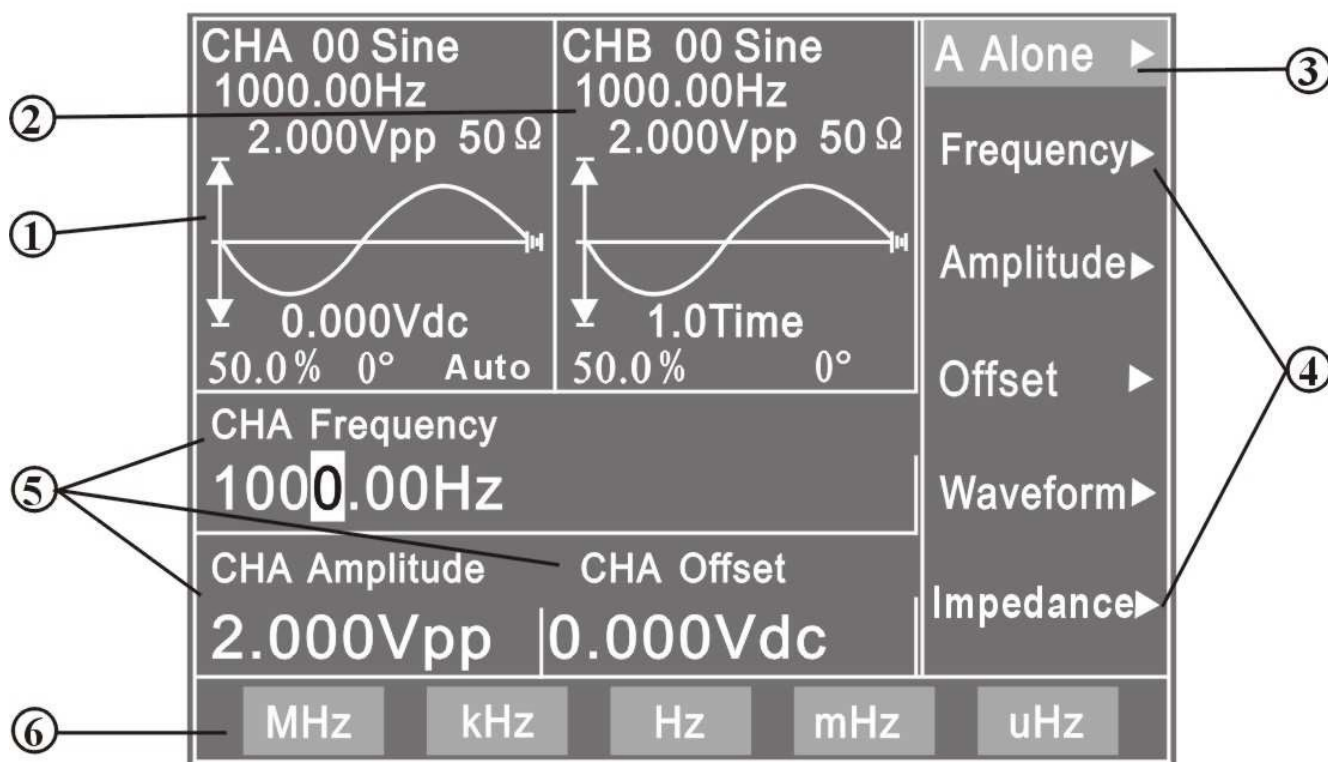 CHA 00 Sine
1000.00Hz
2.000Vpp 50Ω
0.000Vdc
50.0% 0° Auto
CHB 00 Sine
1000.00Hz
2.000Vpp 50Ω
1.0Time
50.0% 0°
A Alone
Frequency
Amplitude
Offset
Waveform
Impedance
CHA Frequency
1000.00Hz
CHA Amplitude CHA Offset
2.000Vpp 0.000Vdc
MHz kHz Hz mHz uHz
②
①
③
④
⑤
⑥